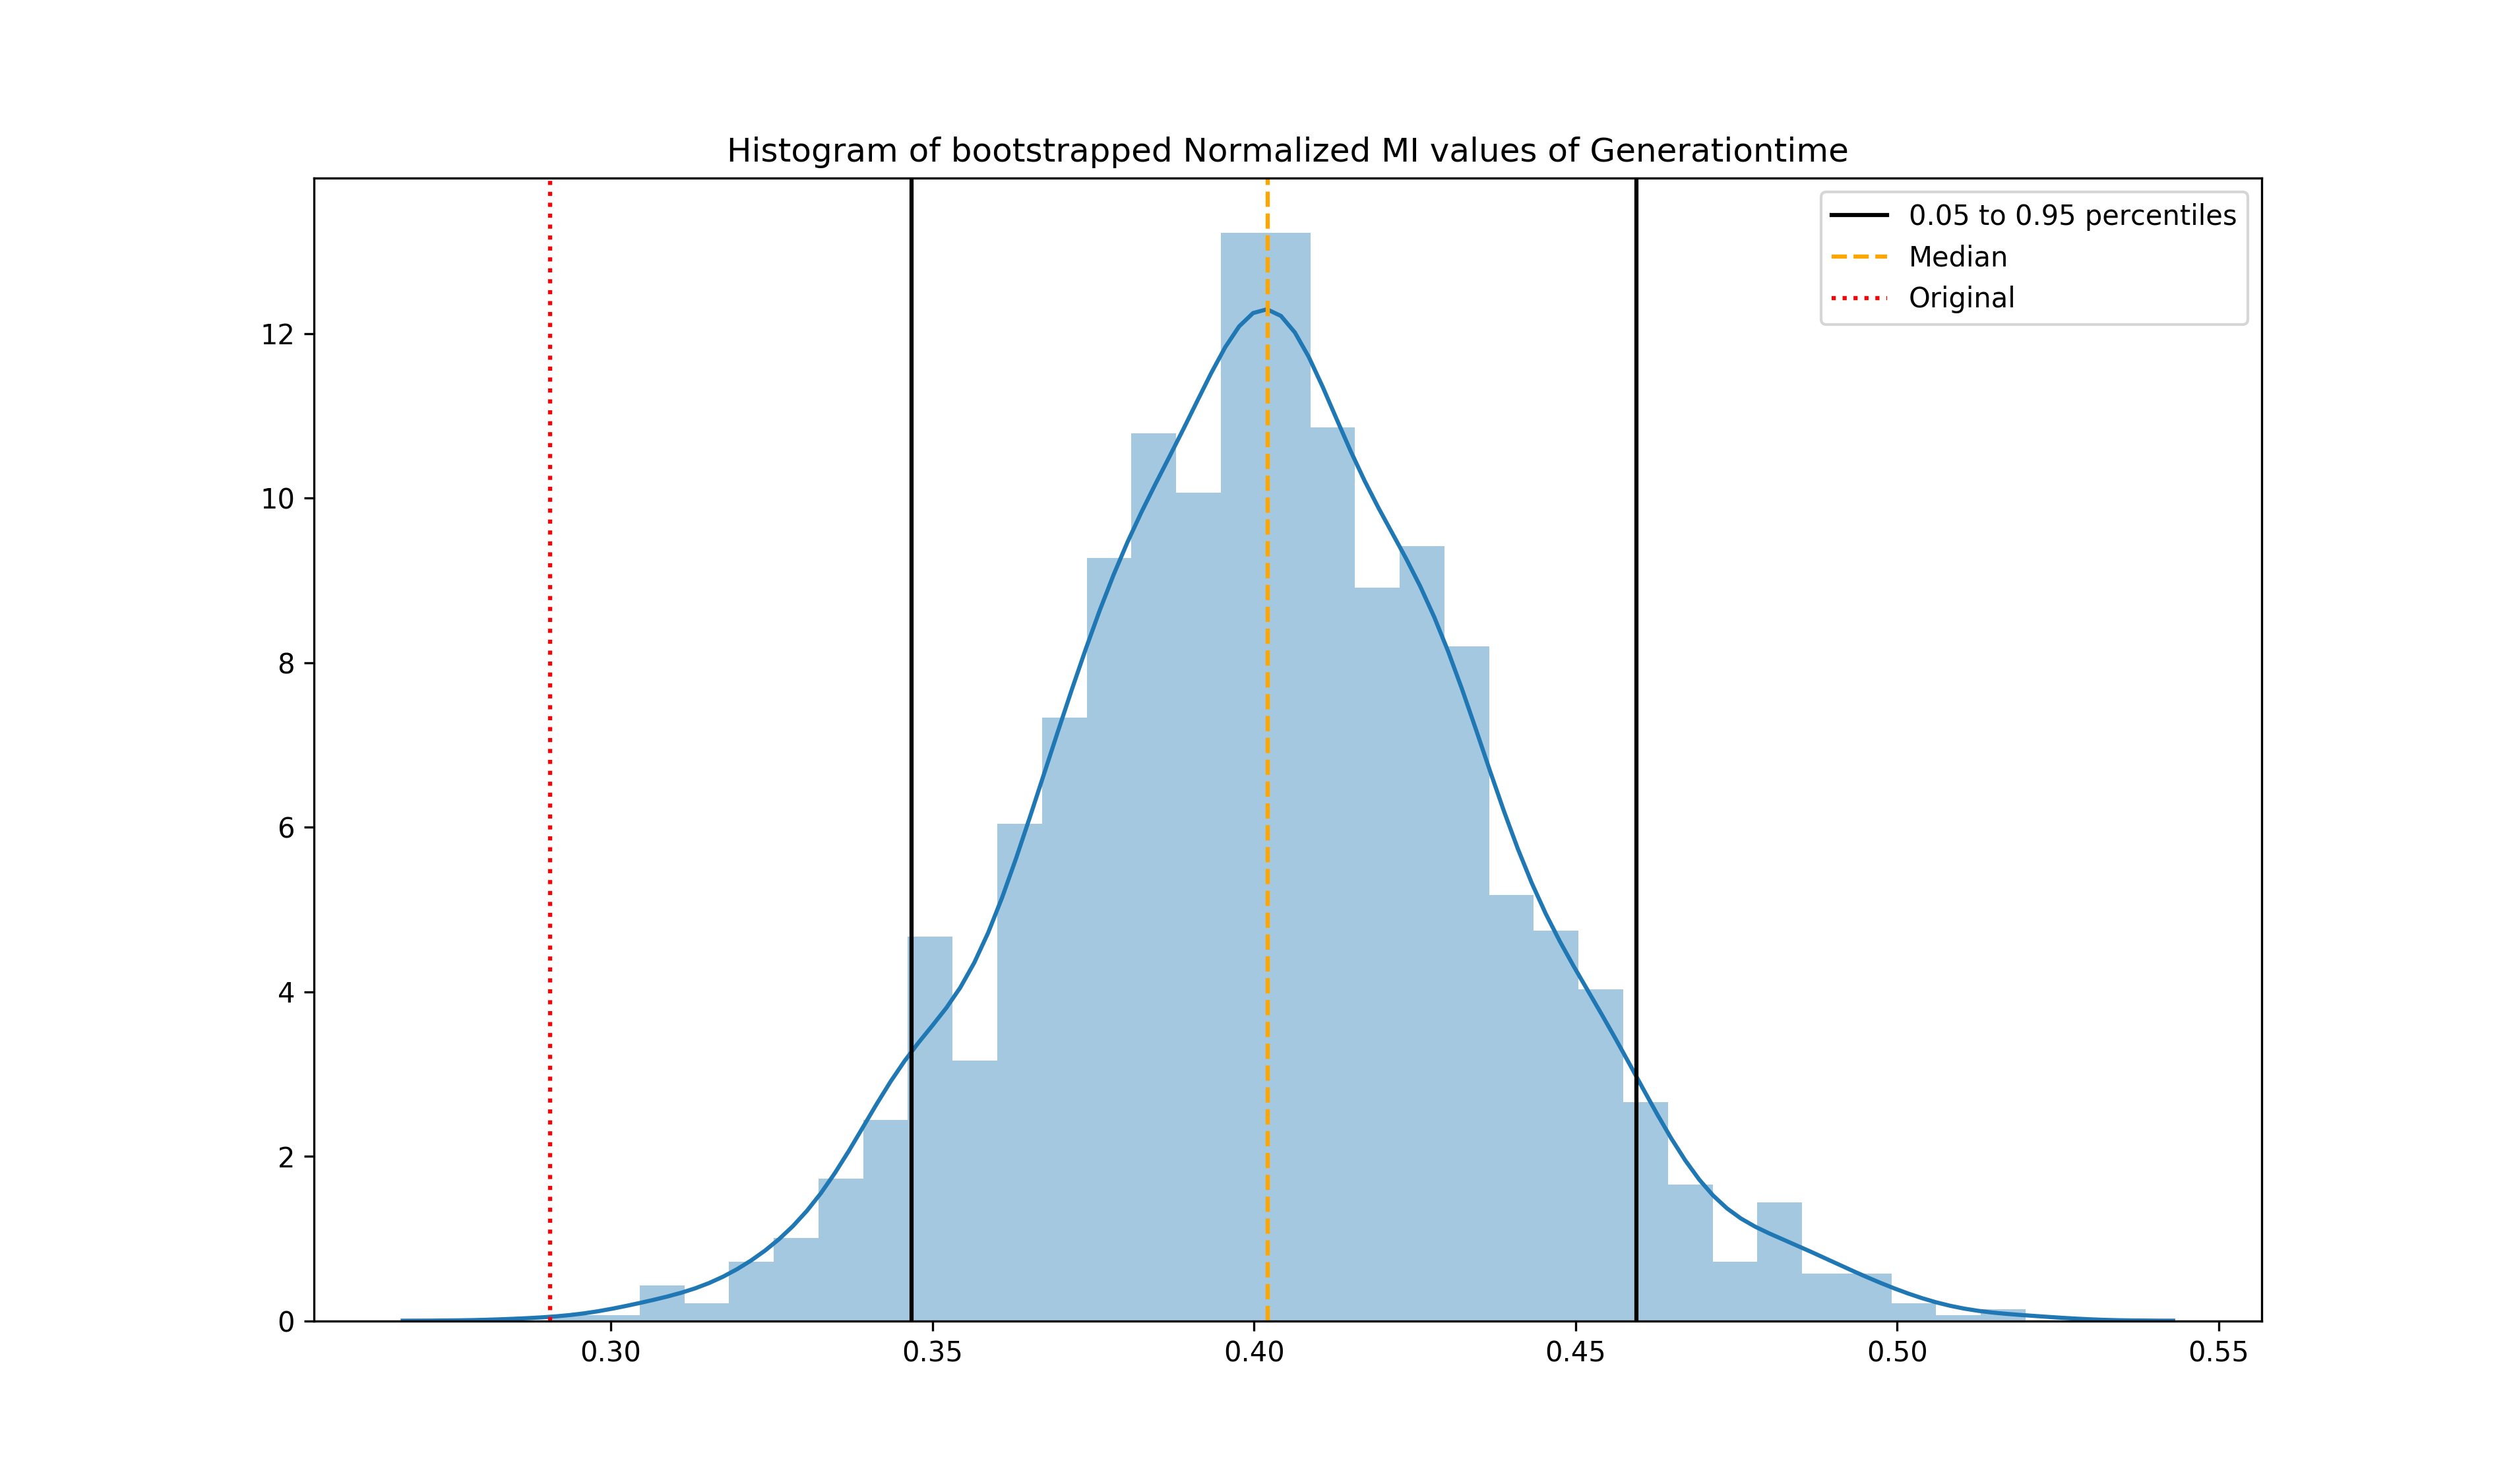 Histogram of bootstrapped Normalized MI values of Generationtime
0.05 to 0.95 percentiles
Median
Original
12
10
8
6
4
2
0
0.30 0.35 0.40 0.45 0.50 0.55